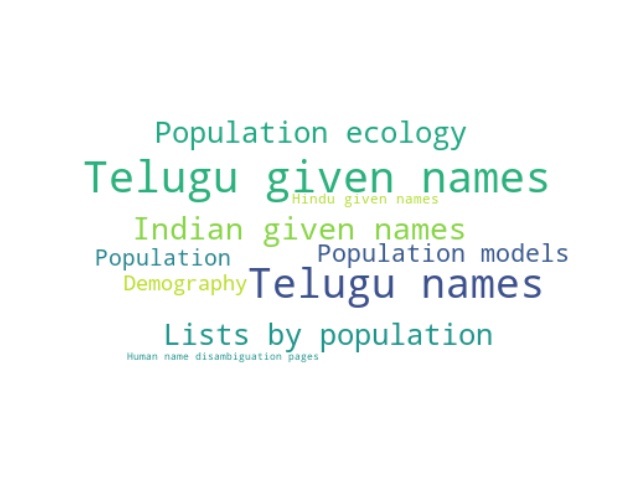 Population ecology
Telugu given names
Hindu given names
Indian given names
Population models
Population
Demography
Telugu names
Lists by population
Human name disambiguation pages